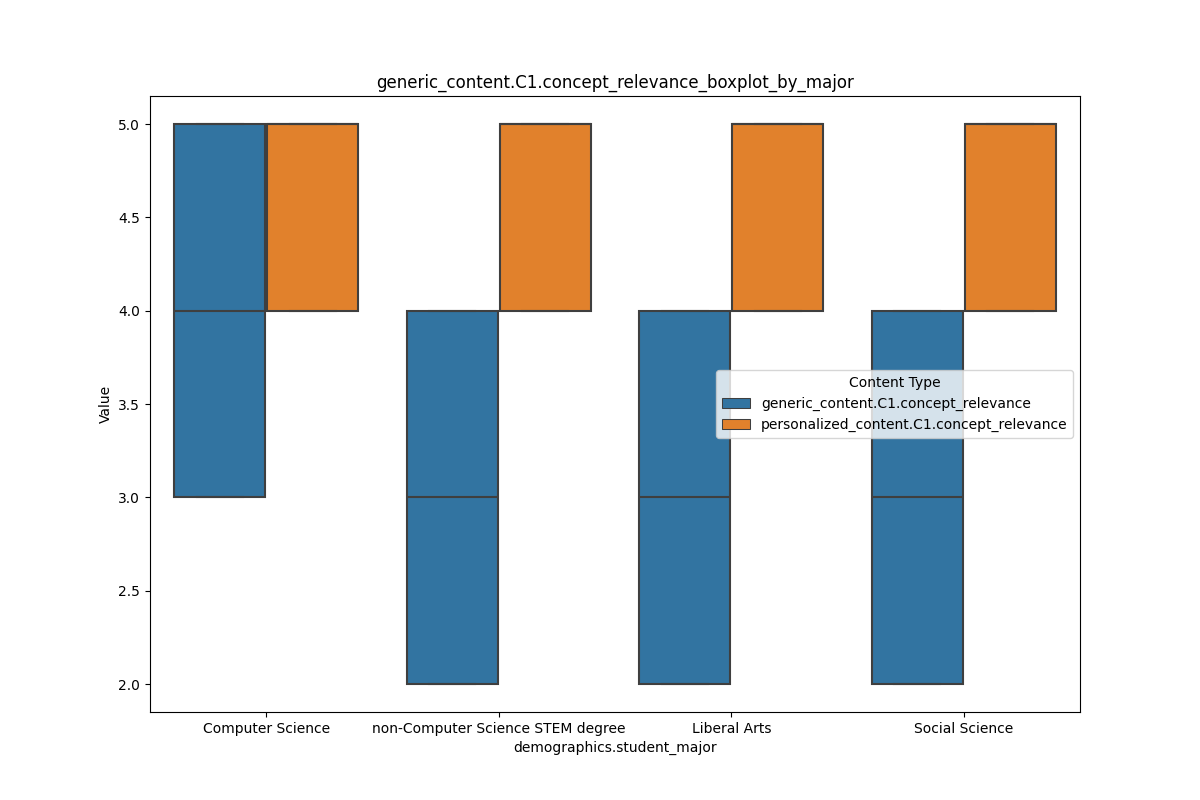 generic_content.C1.concept_relevance_boxplot_by_major
5.0
4.5
4.0
3.5
3.0
2.5
2.0
Value
Content Type
generic_content.C1.concept_relevance
personalized_content.C1.concept_relevance
Computer Science non-Computer Science STEM degree Liberal Arts Social Science
demographics.student_major